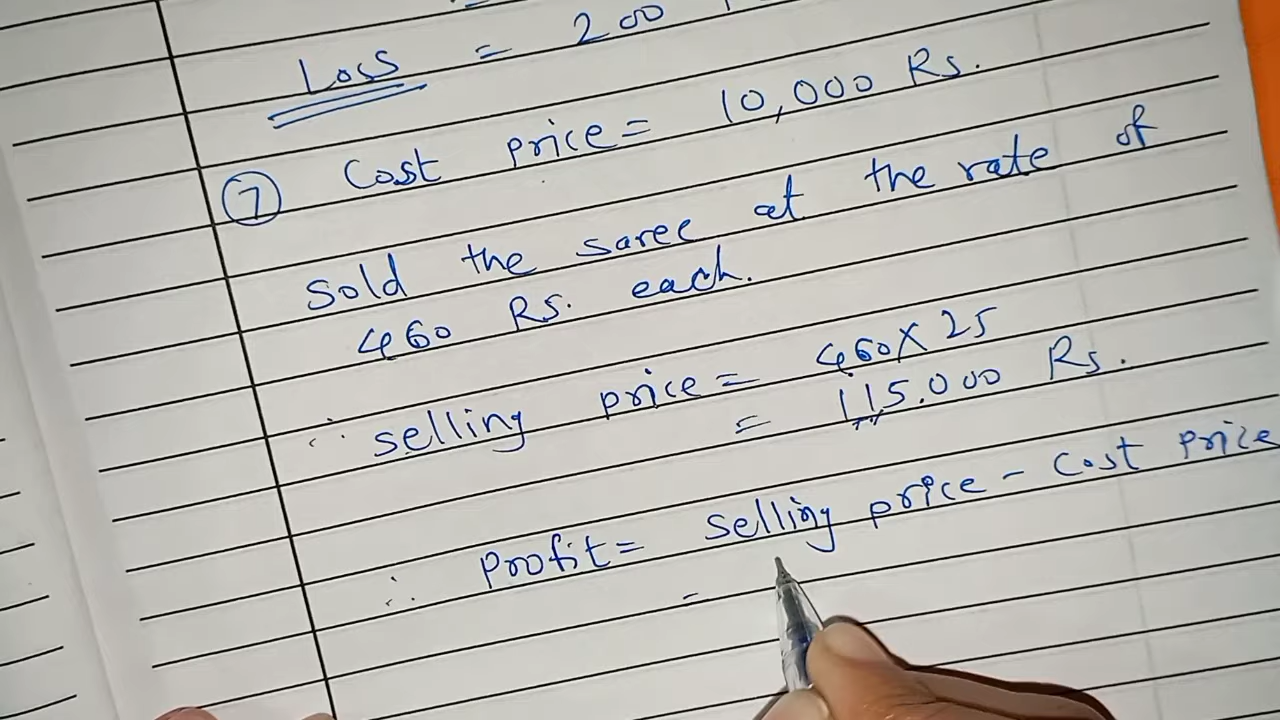 Loss = 200
⑦ Cost price = 10,000 Rs.
Sold the saree at the rate of
460 Rs. each.
∴ selling price = 460 X 25
= 115.000 Rs.
∴ Profit = selling price - cost price
=